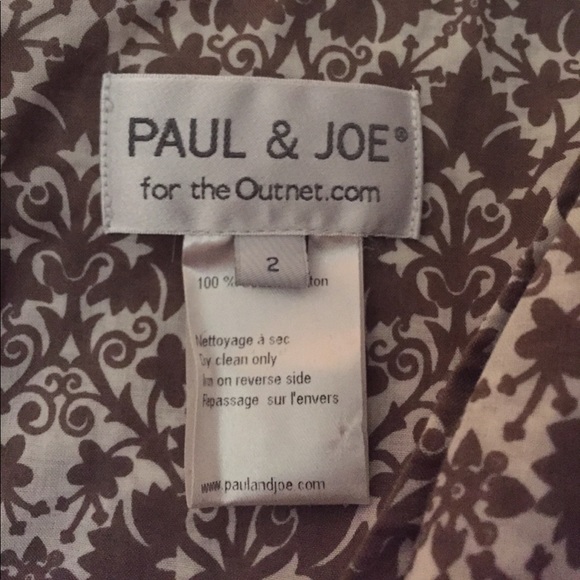 PAUL & JOE®
for the Outnet.com
2
100 %
Nettoyage à sec
clean only
on reverse side
Repassage sur l'envers
www.paulandjoe.com